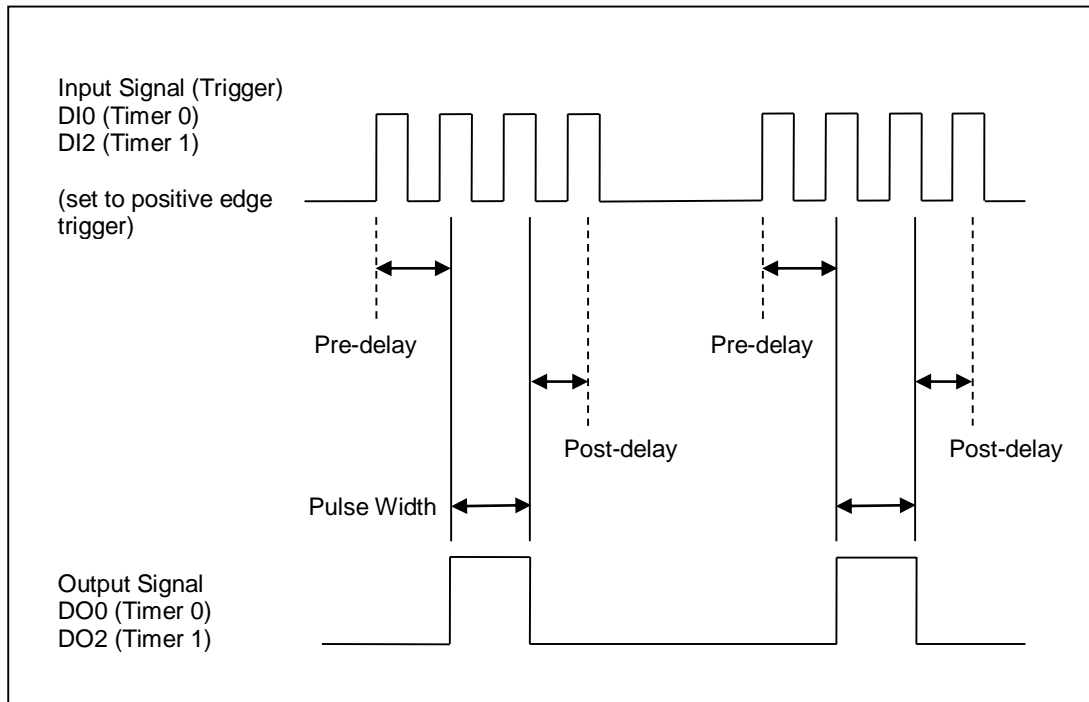 Input Signal (Trigger)
DI0 (Timer 0)
DI2 (Timer 1)
(set to positive edge
trigger)
Pre-delay
Pre-delay
Post-delay
Post-delay
Pulse Width
Output Signal
DO0 (Timer 0)
DO2 (Timer 1)